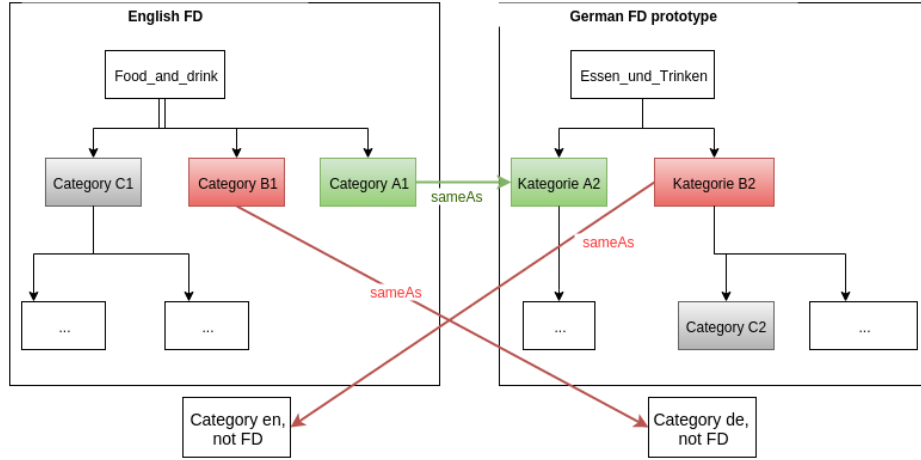 English FD
German FD prototype
Food_and_drink
Essen_und_Trinken
Category C1
Category B1
Category A1
sameAs
Kategorie A2
Kategorie B2
sameAs
sameAs
...
...
...
Category C2
...
Category en,
not FD
Category de,
not FD